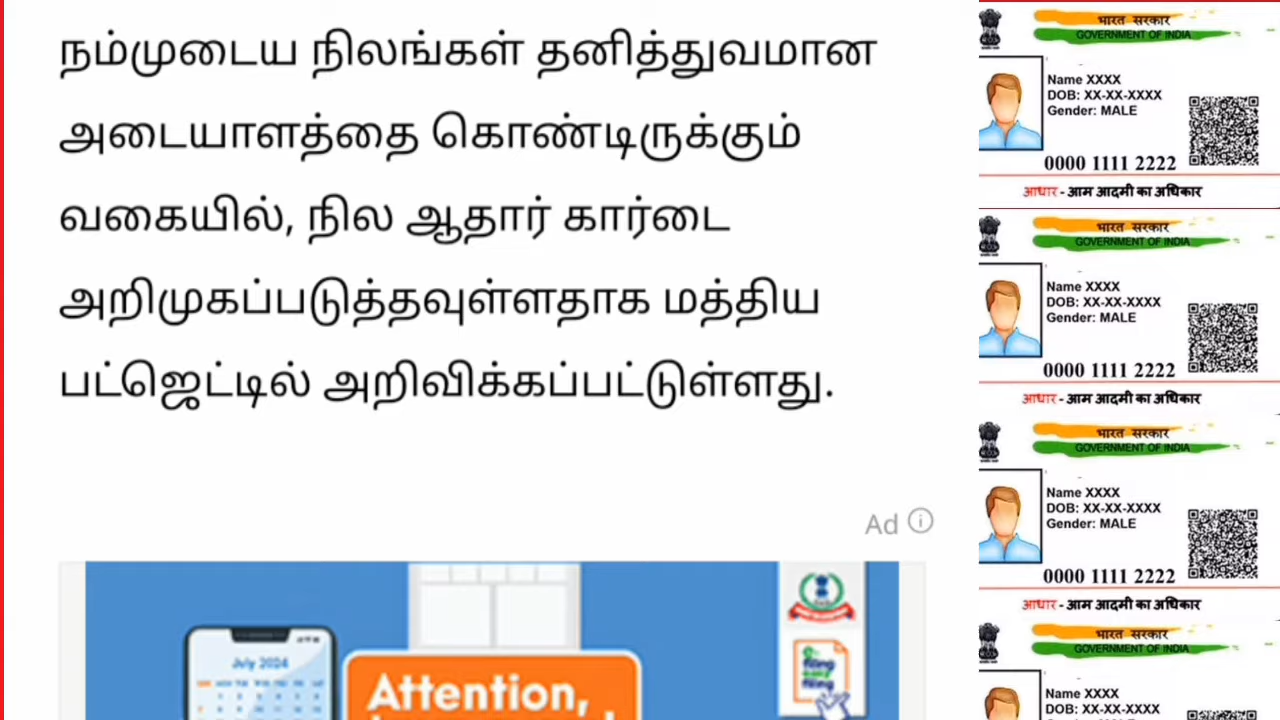 நம்முடைய நிலங்கள் தனித்துவமான
அடையாளத்தை கொண்டிருக்கும்
வகையில், நில ஆதார் கார்டை
அறிமுகப்படுத்தவுள்ளதாக மத்திய
பட்ஜெட்டில் அறிவிக்கப்பட்டுள்ளது.
Ad
July 2024
Attention,
e-filing
easy
filing
भारत सरकार
GOVERNMENT OF INDIA
Name XXXX
DOB: XX-XX-XXXX
Gender: MALE
0000 1111 2222
आधार - आम आदमी का अधिकार
भारत सरकार
GOVERNMENT OF INDIA
Name XXXX
DOB: XX-XX-XXXX
Gender: MALE
0000 1111 2222
आधार - आम आदमी का अधिकार
भारत सरकार
GOVERNMENT OF INDIA
Name XXXX
DOB: XX-XX-XXXX
Gender: MALE
0000 1111 2222
आधार - आम आदमी का अधिकार
भारत सरकार
GOVERNMENT OF INDIA
Name XXXX
DOB: XX-XX-XXXX